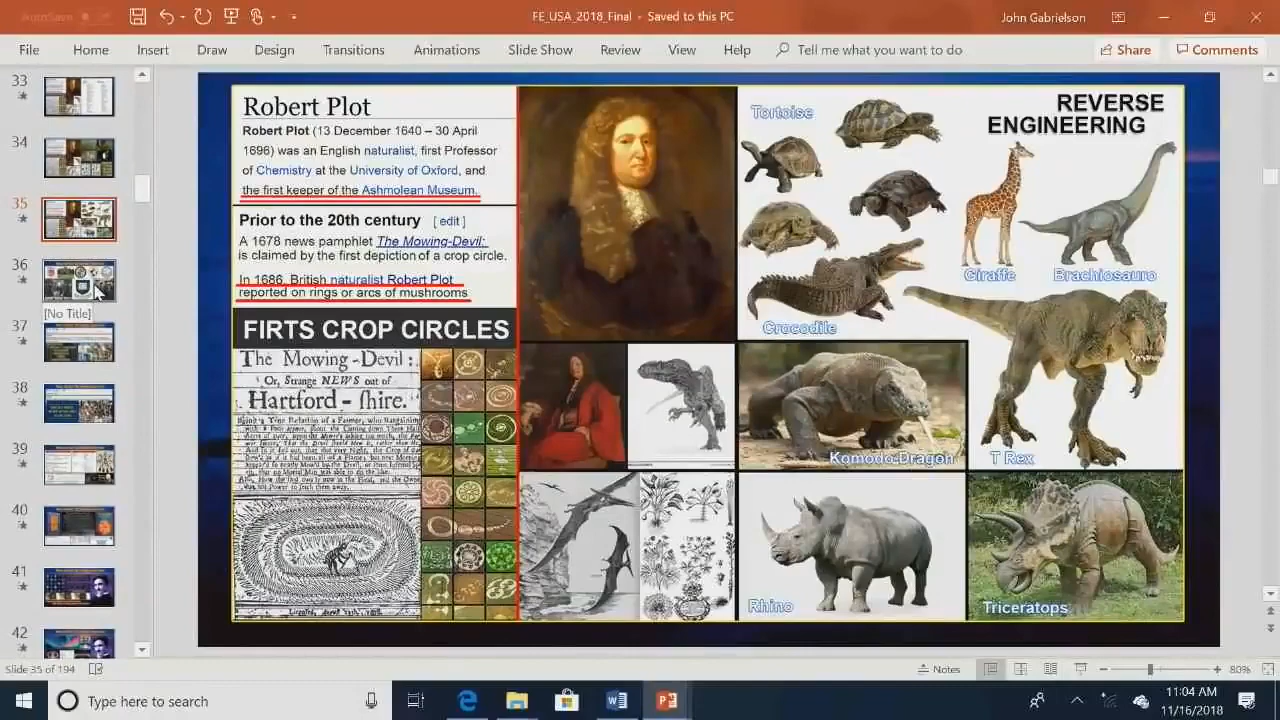 AutoSave
FE_USA_2018_Final - Saved to this PC
John Gabrielson
File Home Insert Draw Design Transitions Animations Slide Show Review View Help Tell me what you want to do Share Comments
33
34
35
36
[No Title]
37
38
39
40
41
42
Robert Plot
Robert Plot (13 December 1640 – 30 April
1696) was an English naturalist, first Professor
of Chemistry at the University of Oxford, and
the first keeper of the Ashmolean Museum.
Prior to the 20th century [ edit ]
A 1678 news pamphlet The Mowing-Devil:
is claimed by the first depiction of a crop circle.
In 1686, British naturalist Robert Plot
reported on rings or arcs of mushrooms
FIRTS CROP CIRCLES
The Mowing-Devil:
Or, Strange NEWS out of
Hartford-shire.
REVERSE
ENGINEERING
Tortoise
Giraffe
Brachiosauro
Crocodile
Komodo Dragon
T Rex
Rhino
Triceratops
Slide 35 of 194
Notes
80%
Type here to search
11:04 AM
11/16/2018